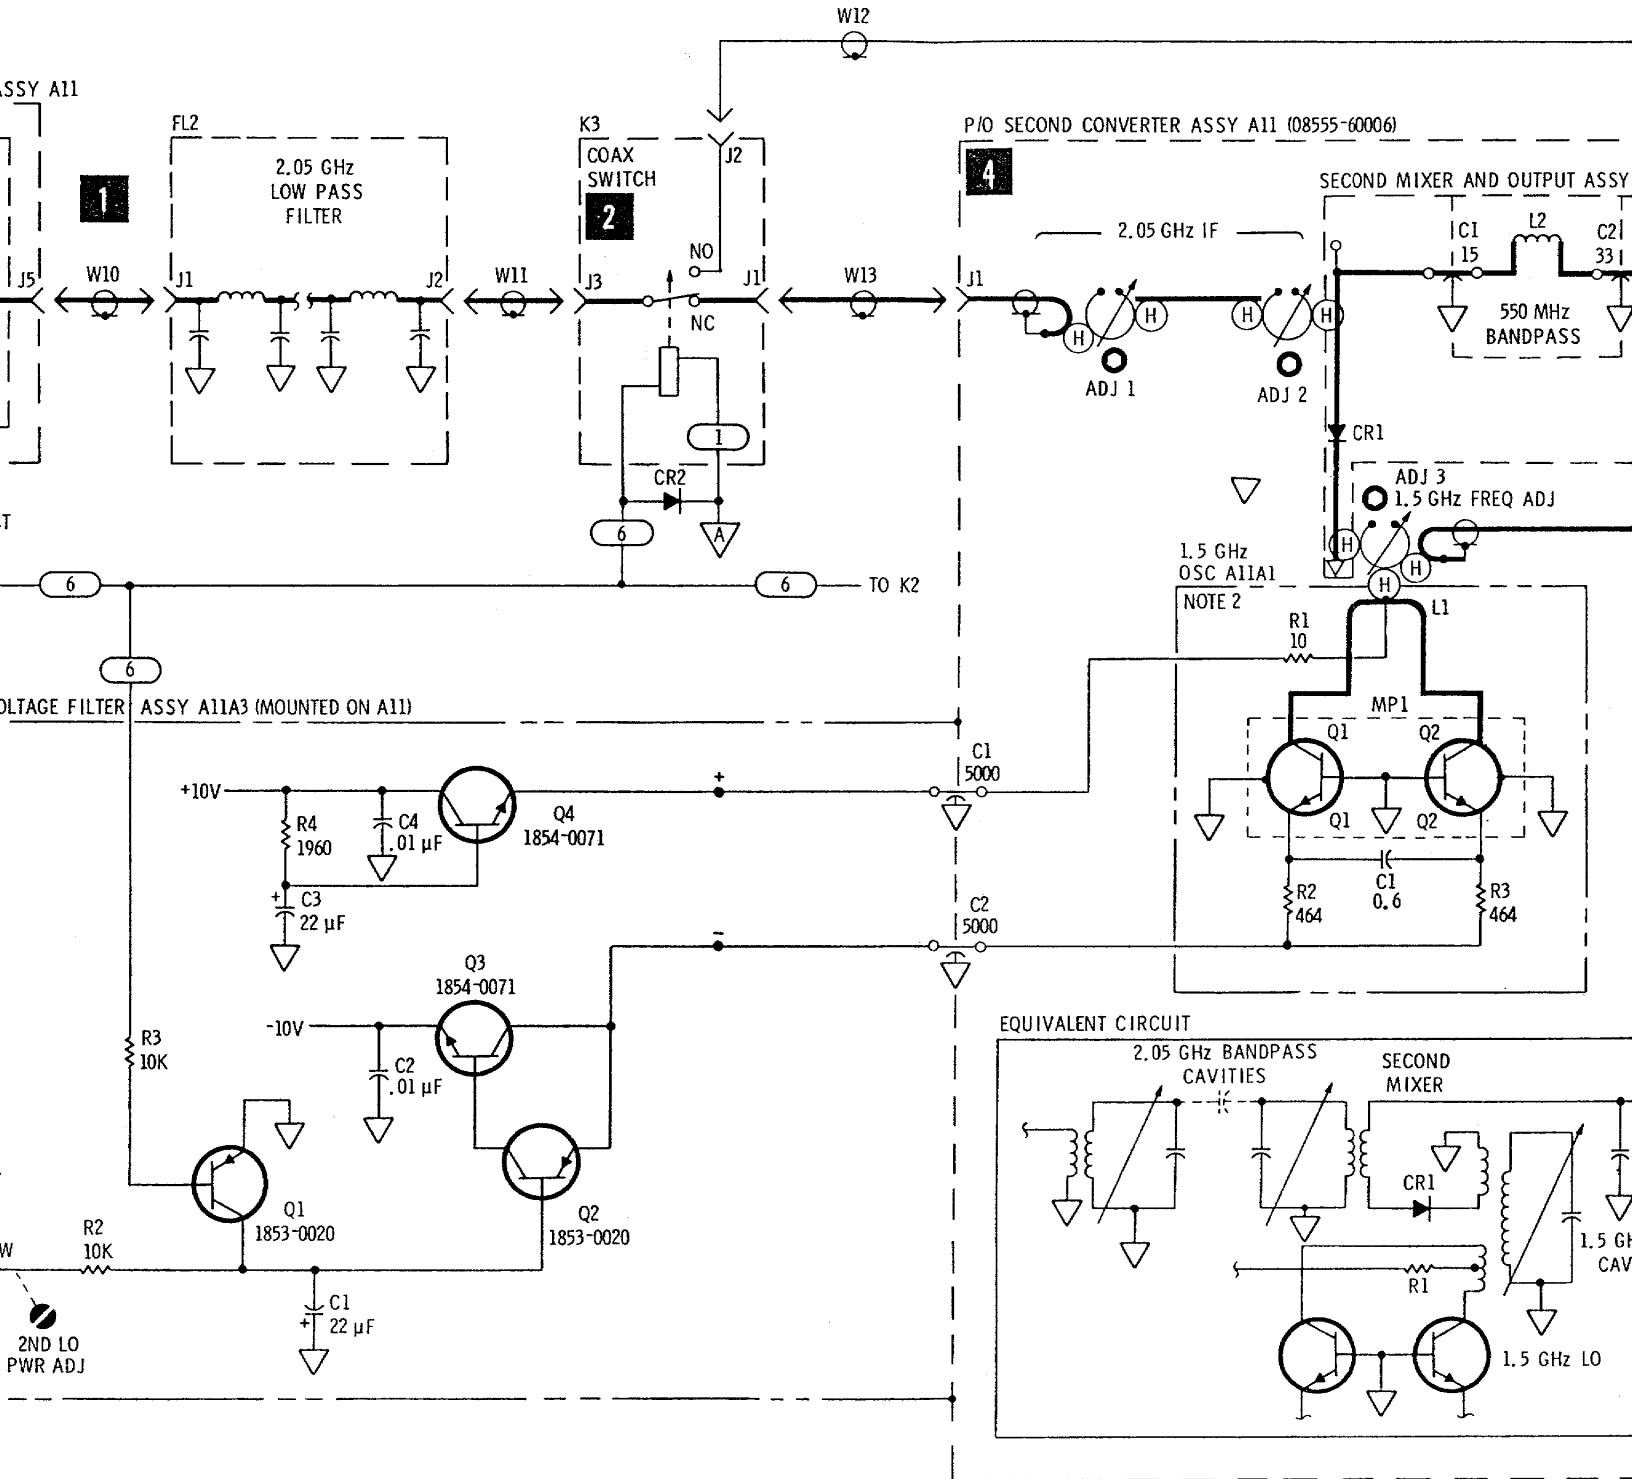 W12
ASSY A11
FL2
2.05 GHz
LOW PASS
FILTER
1
J5
W10
J1
J2
W11
K3
COAX
SWITCH
2
J2
NO
J3
J1
NC
W13
1
CR2
6
A
6
6
TO K2
6
P/O SECOND CONVERTER ASSY A11 (08555-60006)
4
SECOND MIXER AND OUTPUT ASSY
2.05 GHz IF
J1
H
H
H
H
ADJ 1
ADJ 2
C1
15
L2
C2
33
550 MHz
BANDPASS
CR1
ADJ 3
1.5 GHz FREQ ADJ
H
H
H
1.5 GHz
OSC A11A1
NOTE 2
L1
R1
10
MP1
Q1
Q2
Q1
Q2
C1
0.6
R2
464
R3
464
OLTAGE FILTER ASSY A11A3 (MOUNTED ON A11)
+10V
R4
1960
C4
.01 µF
Q4
1854-0071
+
C1
5000
+
C3
22 µF
-
C2
5000
Q3
1854-0071
-10V
C2
.01 µF
R3
10K
Q1
1853-0020
Q2
1853-0020
W
R2
10K
C1
+
22 µF
2ND LO
PWR ADJ
EQUIVALENT CIRCUIT
2.05 GHz BANDPASS
CAVITIES
SECOND
MIXER
CR1
1.5 GH
CAV
R1
1.5 GHz LO